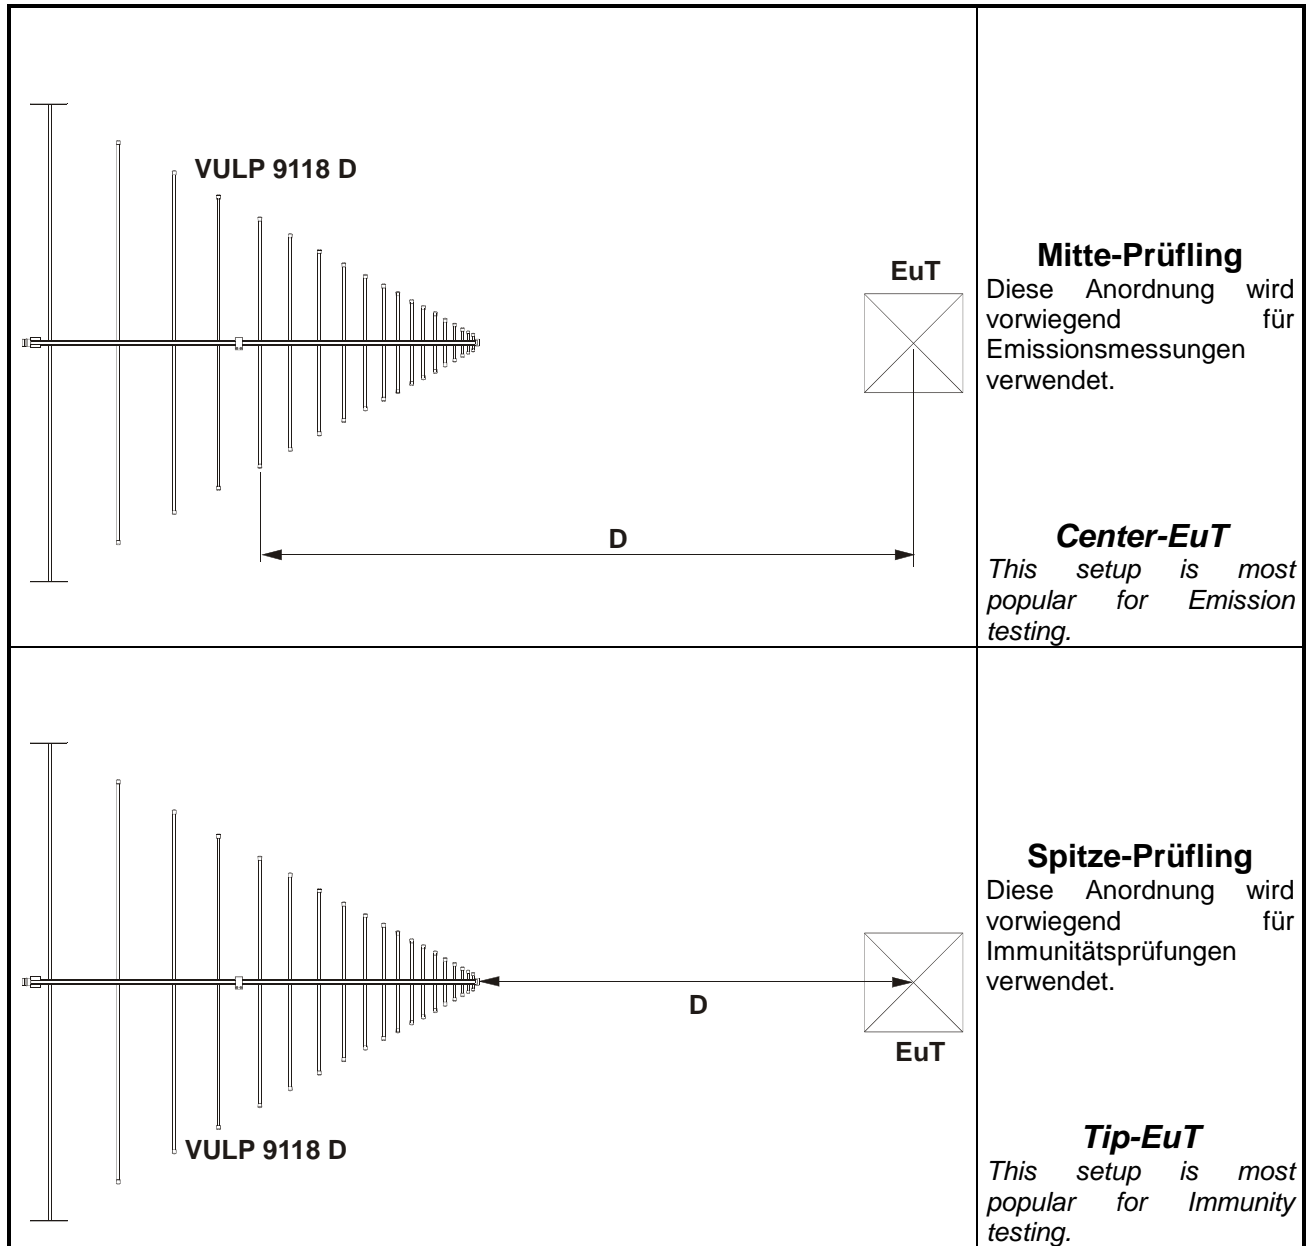 VULP 9118 D
EuT
D
Mitte-Prüfling
Diese Anordnung wird
vorwiegend für
Emissionsmessungen
verwendet.
Center-EuT
This setup is most
popular for Emission
testing.
D
EuT
VULP 9118 D
Spitze-Prüfling
Diese Anordnung wird
vorwiegend für
Immunitätsprüfungen
verwendet.
Tip-EuT
This setup is most
popular for Immunity
testing.